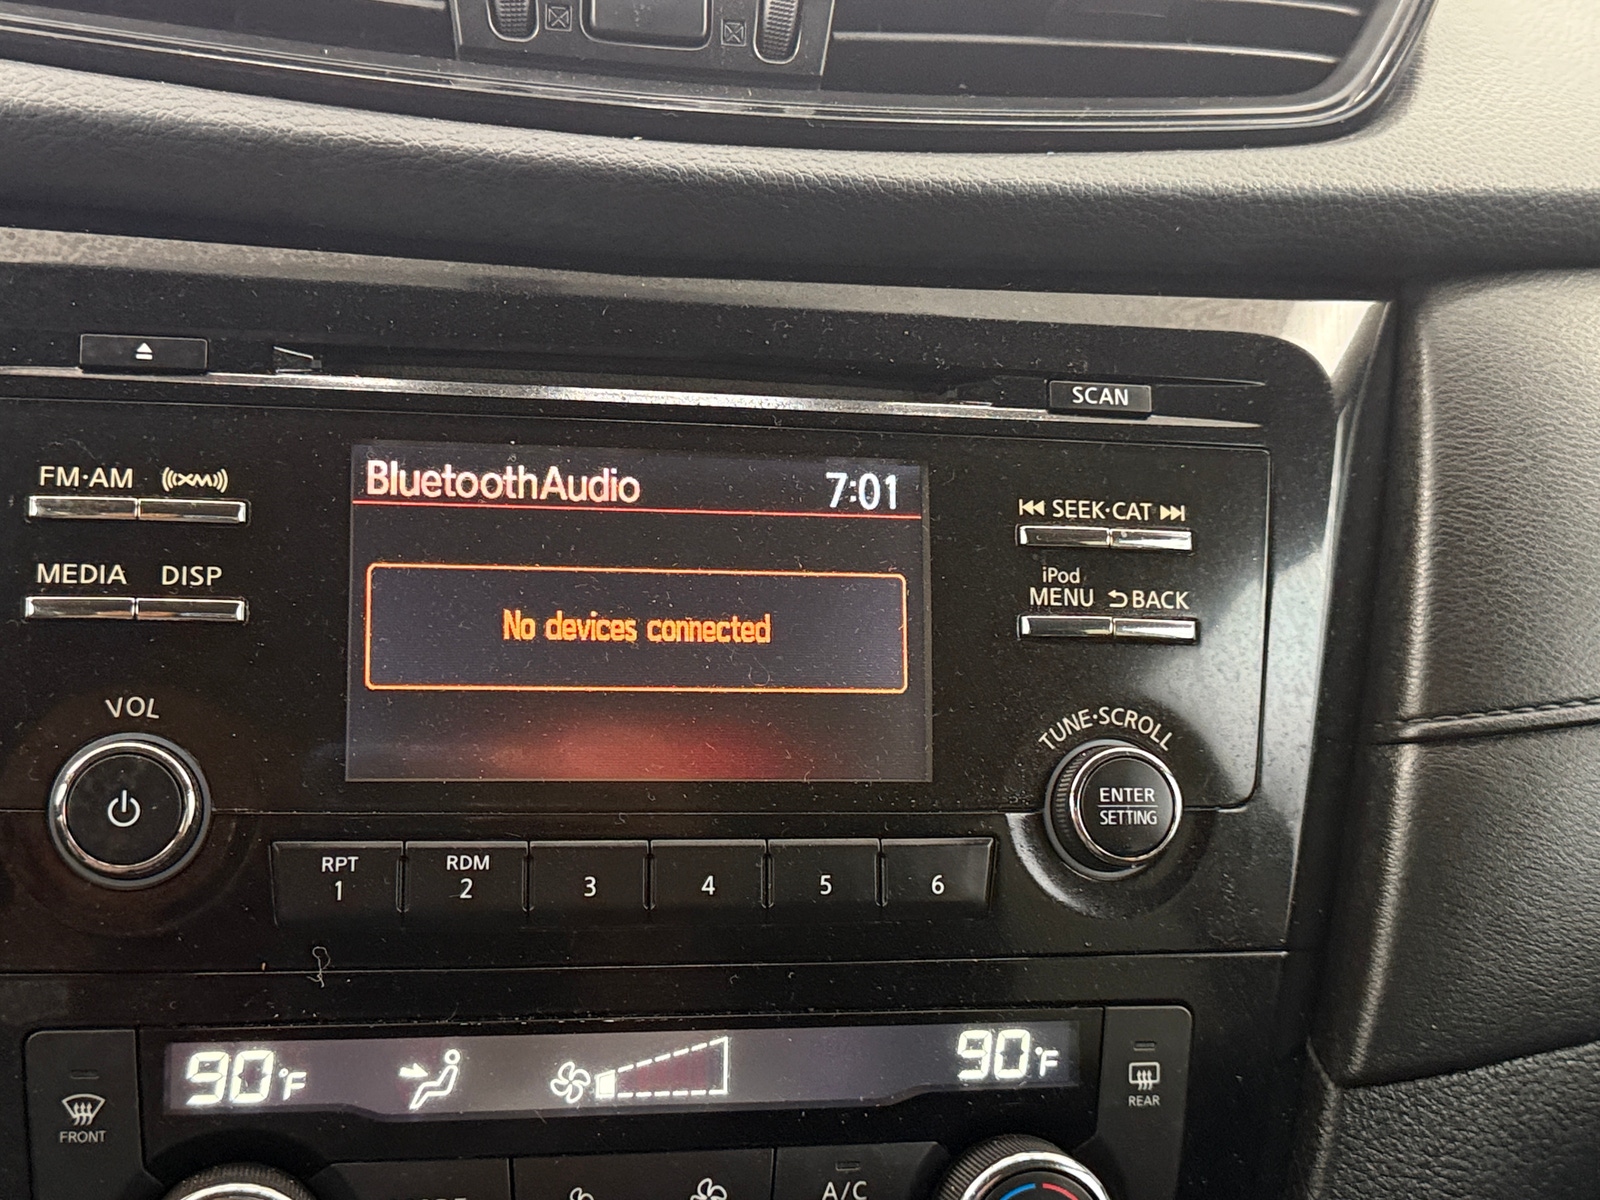 SCAN
FM·AM
XM
BluetoothAudio
7:01
SEEK·CAT
MEDIA
DISP
iPod
MENU
BACK
No devices connected
VOL
TUNE·SCROLL
ENTER
SETTING
RPT
1
RDM
2
3
4
5
6
90°F
90°F
FRONT
REAR
A/C